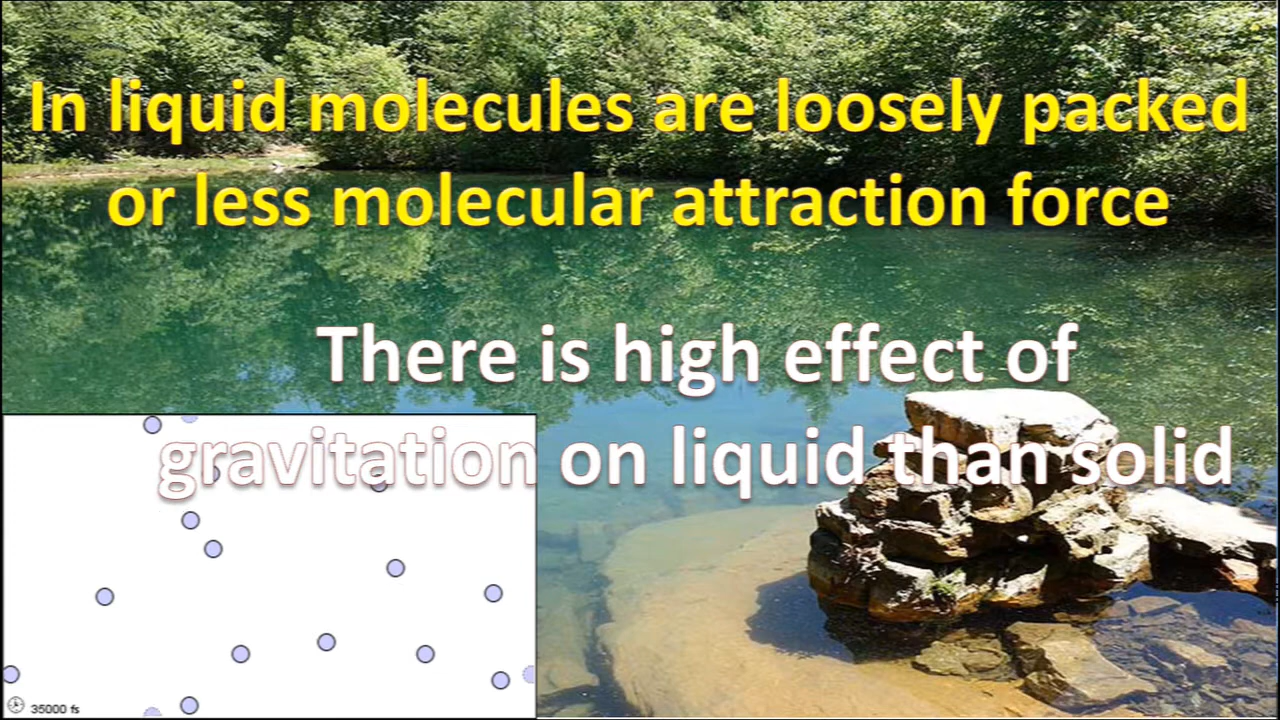 In liquid molecules are loosely packed
or less molecular attraction force
There is high effect of
gravitation on liquid than solid
35000 fs